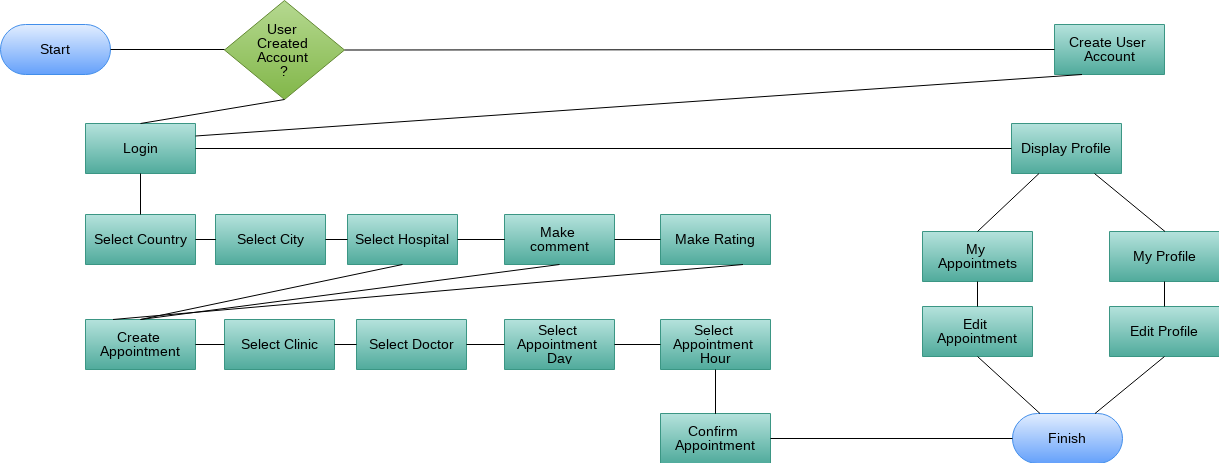 Start
User
Created
Account
?
Create User
Account
Login
Display Profile
Select Country
Select City
Select Hospital
Make
comment
Make Rating
My
Appointmets
My Profile
Create
Appointment
Select Clinic
Select Doctor
Select
Appointment
Day
Select
Appointment
Hour
Edit
Appointment
Edit Profile
Confirm
Appointment
Finish